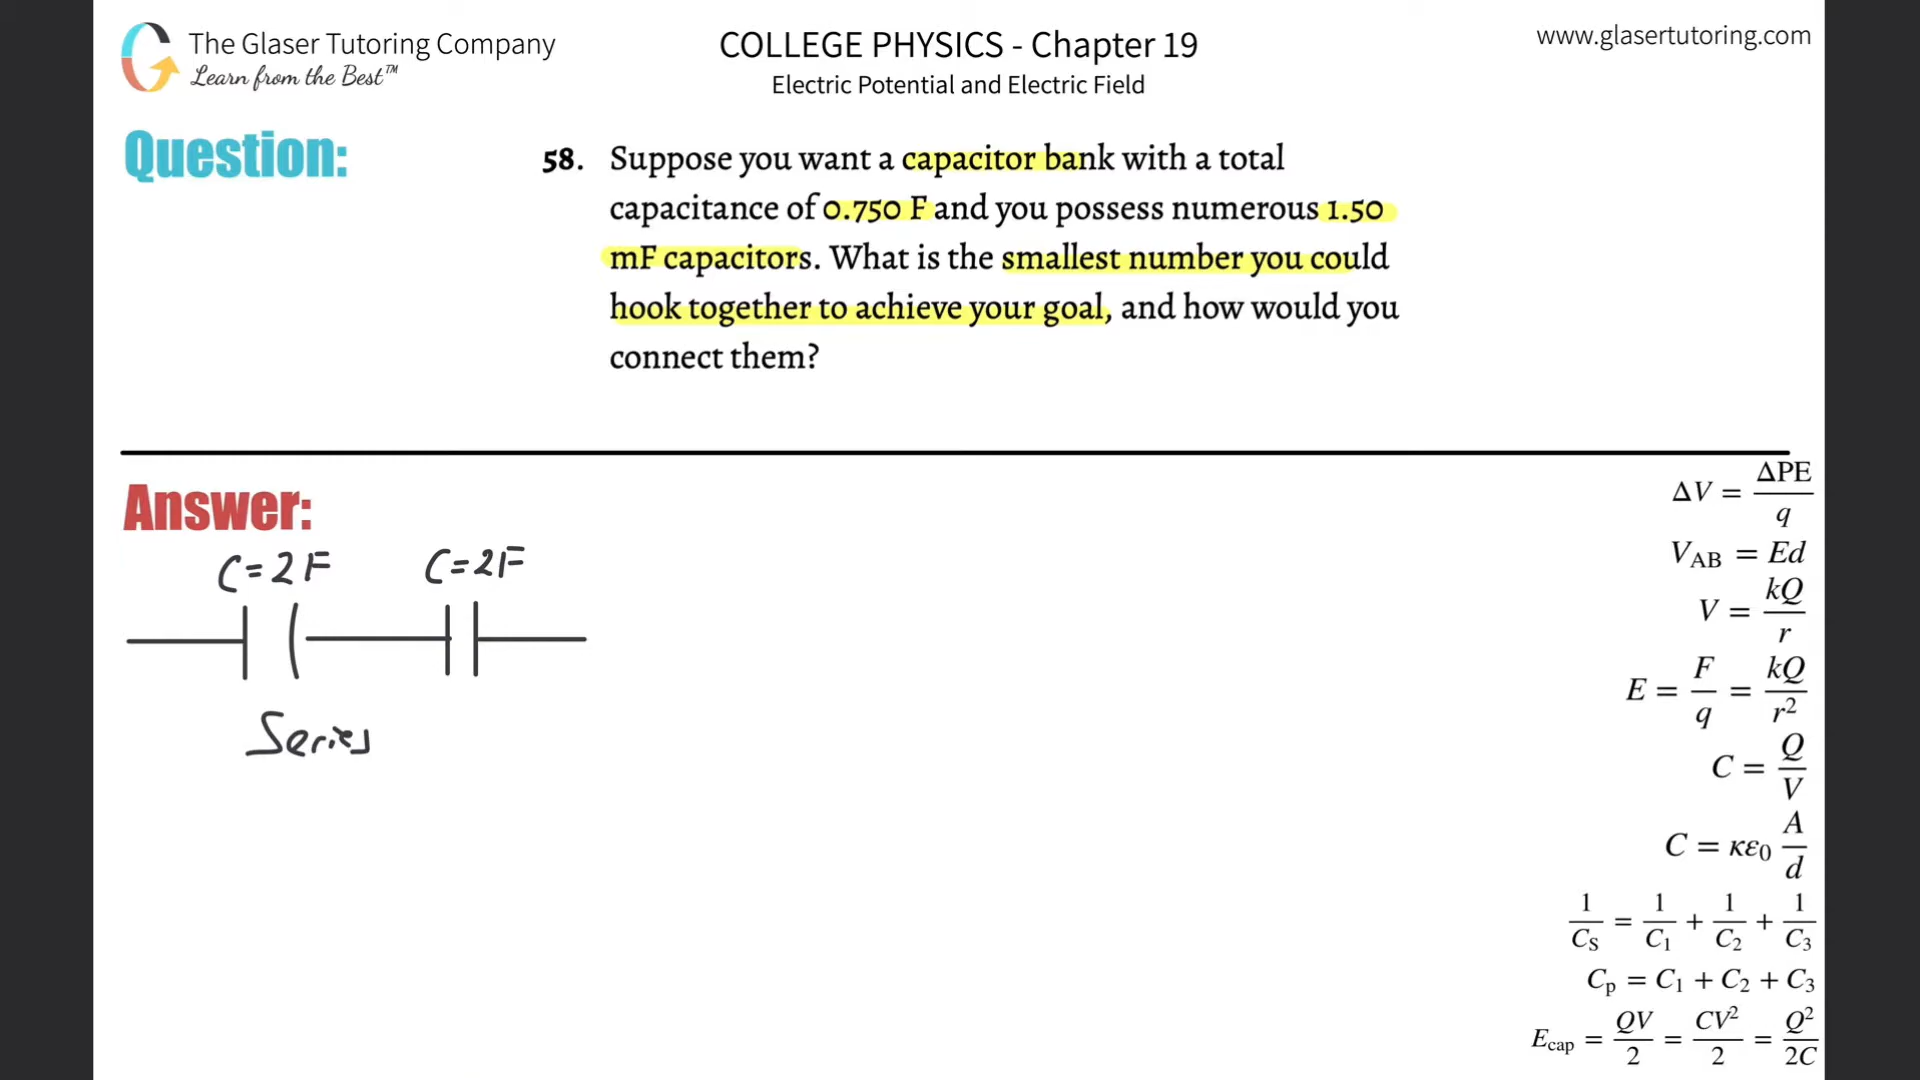 The Glaser Tutoring Company
Learn from the Best™
COLLEGE PHYSICS - Chapter 19
Electric Potential and Electric Field
www.glasertutoring.com
Question:
58. Suppose you want a capacitor bank with a total
capacitance of 0.750 F and you possess numerous 1.50
mF capacitors. What is the smallest number you could
hook together to achieve your goal, and how would you
connect them?
Answer:
C=2F C=2F
Series
ΔV = ΔPE/q
V_AB = Ed
V = kQ/r
E = F/q = kQ/r²
C = Q/V
C = κε₀ A/d
1/C_S = 1/C₁ + 1/C₂ + 1/C₃
C_p = C₁ + C₂ + C₃
E_cap = QV/2 = CV²/2 = Q²/2C